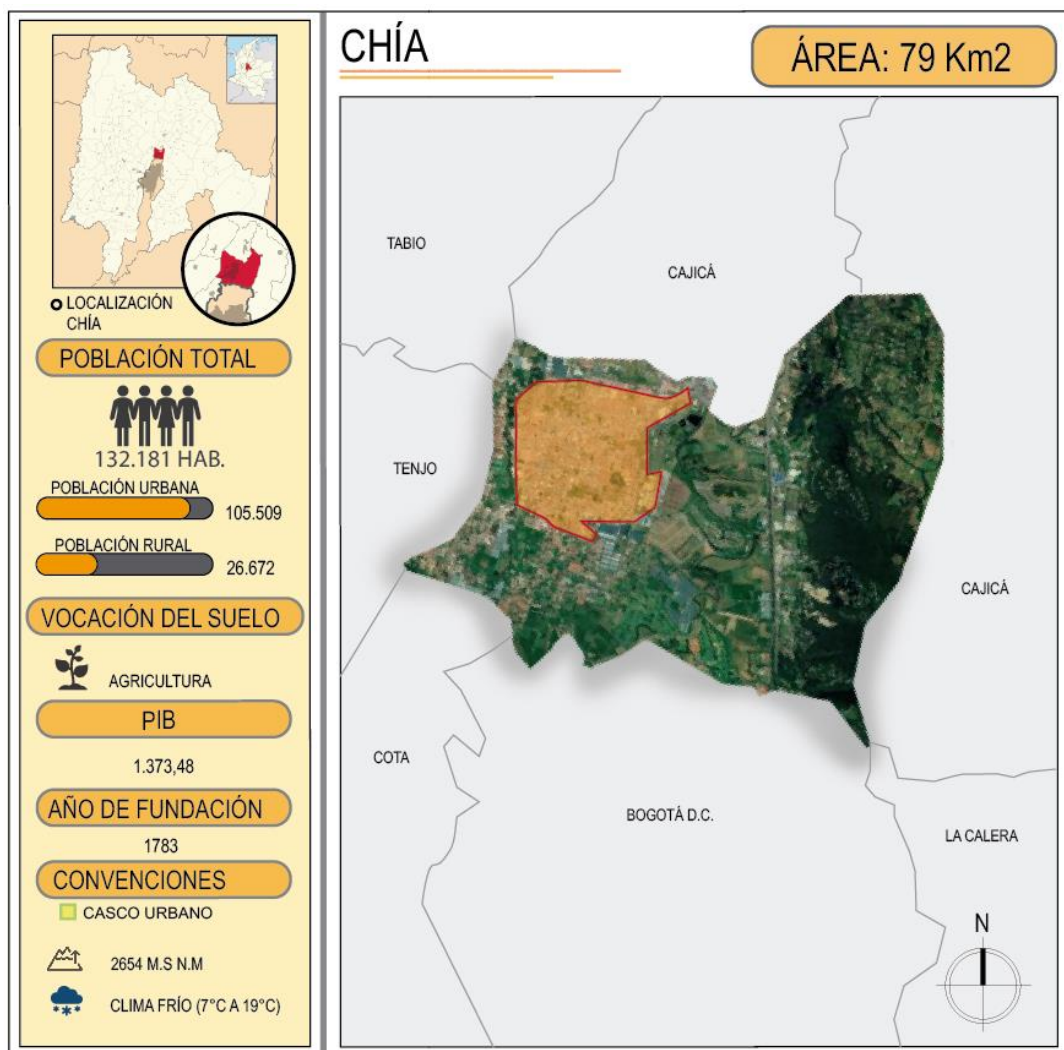 LOCALIZACIÓN
CHÍA
POBLACIÓN TOTAL
132.181 HAB.
POBLACIÓN URBANA
105.509
POBLACIÓN RURAL
26.672
VOCACIÓN DEL SUELO
AGRICULTURA
PIB
1.373,48
AÑO DE FUNDACIÓN
1783
CONVENCIONES
CASCO URBANO
2654 M.S N.M
CLIMA FRÍO (7°C A 19°C)
CHÍA
ÁREA: 79 Km2
TABIO
CAJICÁ
TENJO
CAJICÁ
COTA
BOGOTÁ D.C.
LA CALERA
N